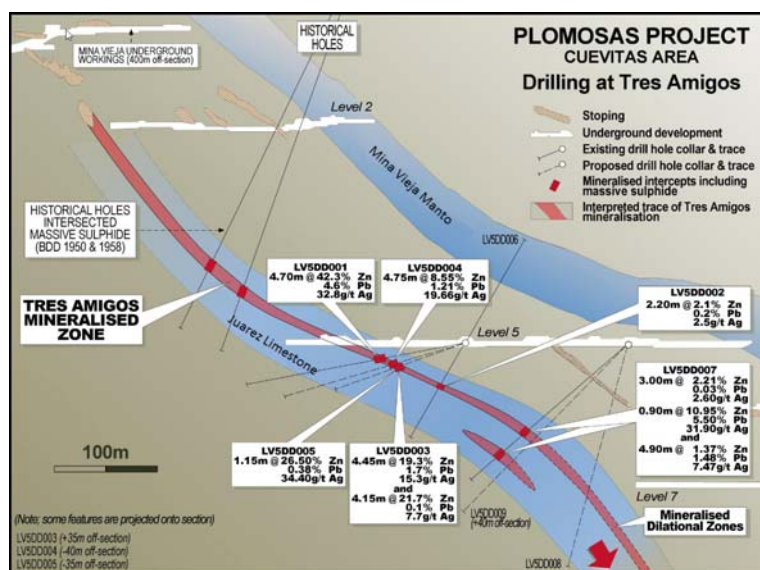 PLOMOSAS PROJECT
CUEVITAS AREA
Drilling at Tres Amigos
Stoping
Underground development
Existing drill hole collar & trace
Proposed drill hole collar & trace
Mineralised intercepts including
massive sulphide
Interpreted trace of Tres Amigos
mineralisation
MINA VIEJA UNDERGROUND
WORKINGS (400m off-section)
HISTORICAL
HOLES
Level 2
Mina Vieja Manto
HISTORICAL HOLES
INTERSECTED
MASSIVE SULPHIDE
(BDD 1950 & 1958)
LV5DD006
TRES AMIGOS
MINERALISED
ZONE
Juarez Limestone
LV5DD001
4.70m @ 42.3% Zn
4.6% Pb
32.8g/t Ag
LV5DD004
4.75m @ 8.55% Zn
1.21% Pb
19.66g/t Ag
LV5DD002
2.20m @ 2.1% Zn
0.2% Pb
2.5g/t Ag
Level 5
LV5DD007
3.00m @ 2.21% Zn
0.03% Pb
2.60g/t Ag
0.90m @ 10.95% Zn
5.50% Pb
31.90g/t Ag
and
4.90m @ 1.37% Zn
1.48% Pb
7.47g/t Ag
LV5DD005
1.15m @ 26.50% Zn
0.38% Pb
34.40g/t Ag
LV5DD003
4.45m @ 19.3% Zn
1.7% Pb
15.3g/t Ag
and
4.15m @ 21.7% Zn
0.1% Pb
7.7g/t Ag
100m
Level 7
LV5DD009
(+40m off-section)
Mineralised
Dilational Zones
LV5DD008
(Note; some features are projected onto section)
LV5DD003 (+35m off-section)
LV5DD004 (-40m off-section)
LV5DD005 (-35m off-section)